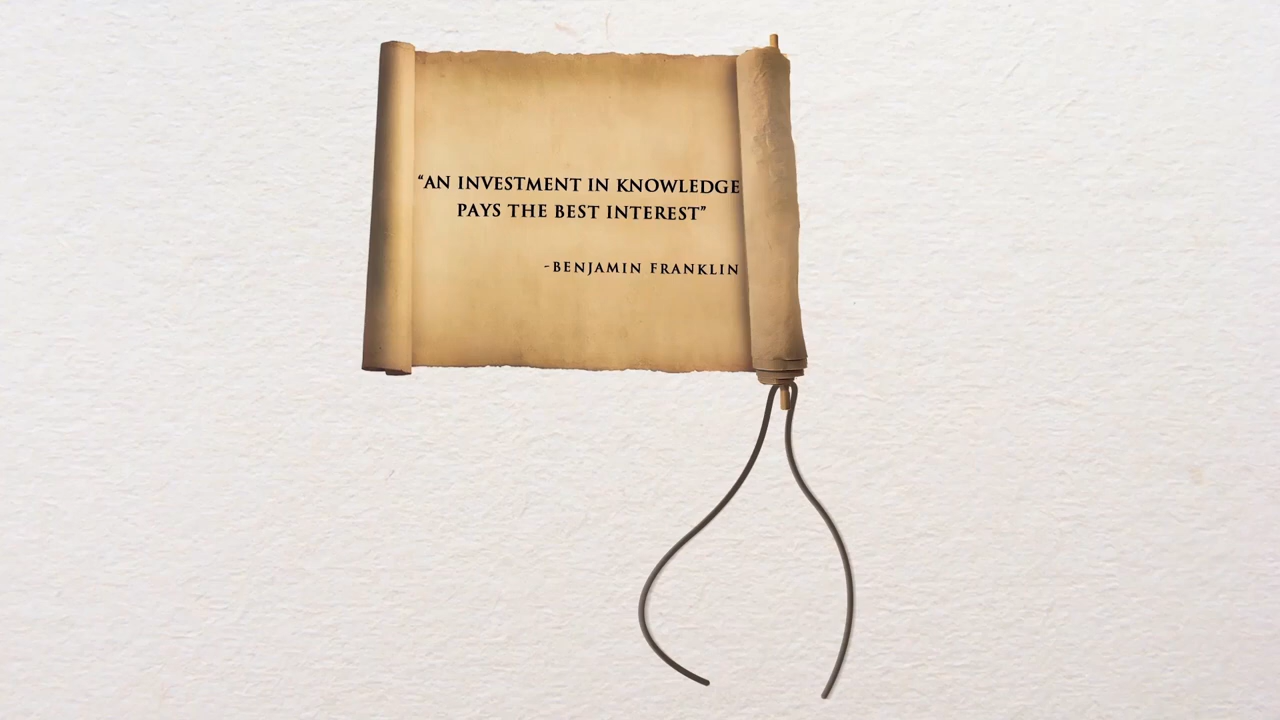 “AN INVESTMENT IN KNOWLEDGE
PAYS THE BEST INTEREST”
-BENJAMIN FRANKLIN